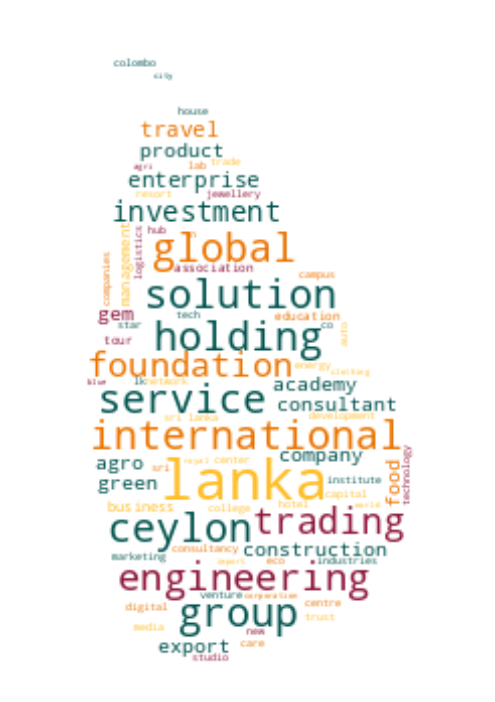 colombo
city
house
travel
product
agri lab trade
enterprise
resort jewellery
investment
hub
management
logistics
global
companies
association
campus
solution
gem tech education
star co
holding
tour auto
foundation energy
clothing
blue lk network academy
service consultant
sri lanka development
international
company
agro sri royal center
green lanka institute
food
technology
capital
business college hotel world
ceylon trading
consultancy construction
marketing import eco industries
engineering
venture corporation
digital group centre
trust
media new
export care
studio